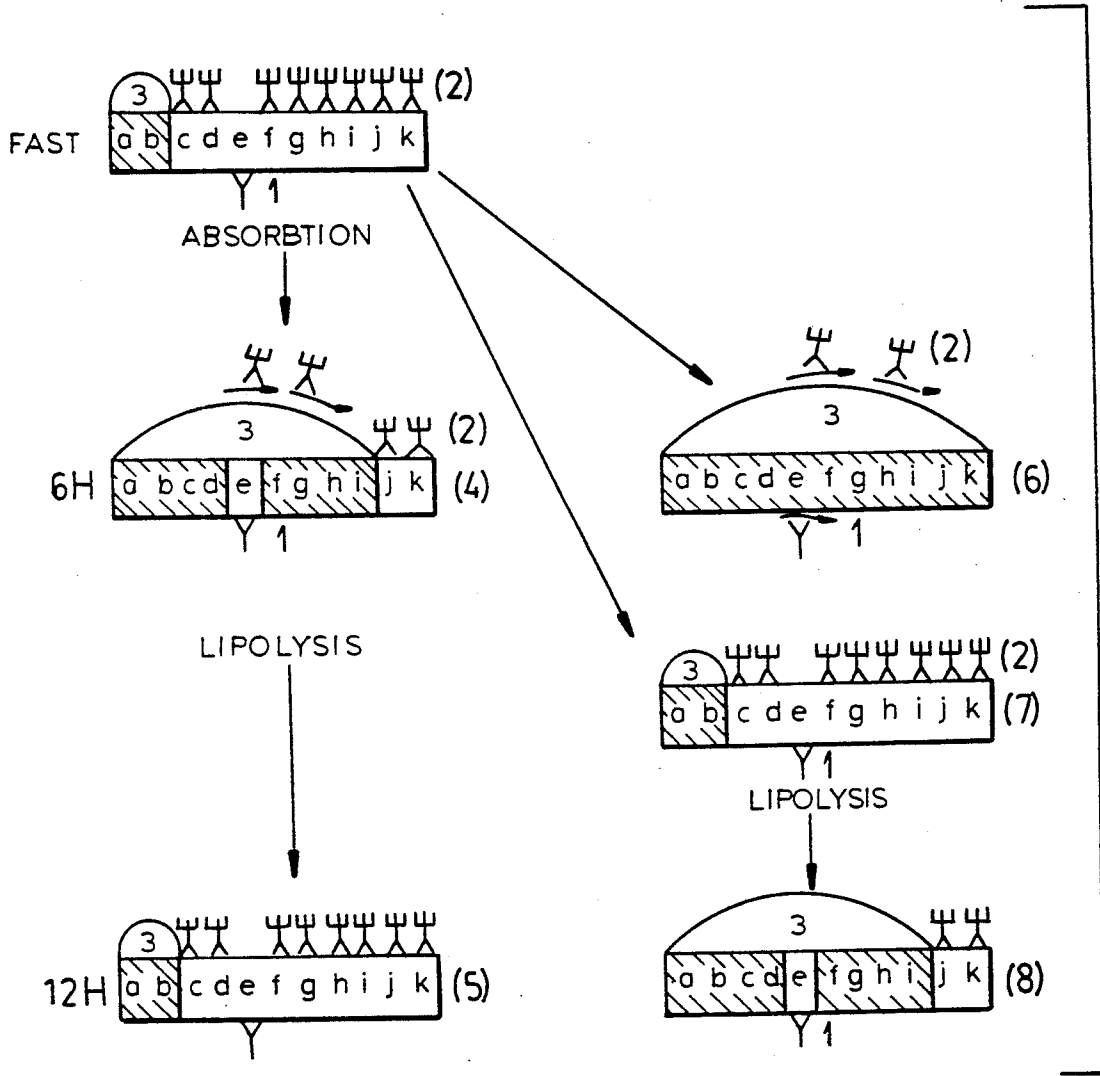 3 (2)
FAST a b c d e f g h i j k
1
ABSORBTION
(2)
3
3 (2)
6H a b c d e f g h i j k (4)
1
a b c d e f g h i j k (6)
1
LIPOLYSIS
3 (2)
a b c d e f g h i j k (7)
1
LIPOLYSIS
3
3
12H a b c d e f g h i j k (5)
a b c d e f g h i j k (8)
1